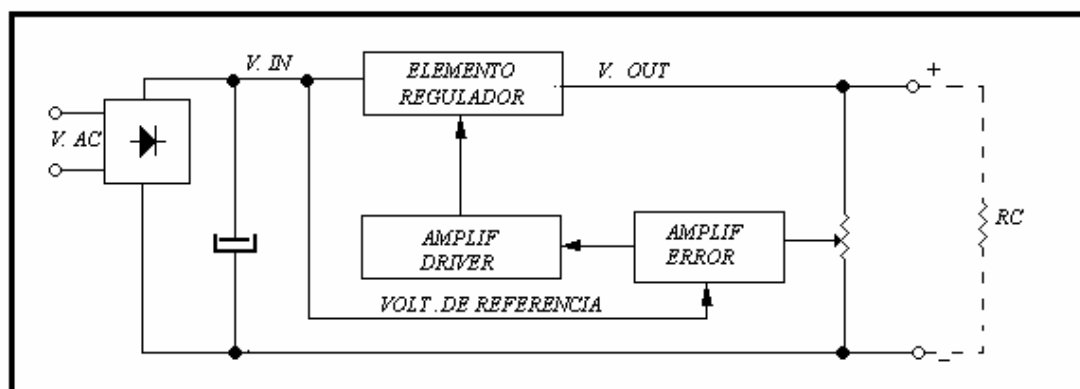 V. IN
ELEMENTO
REGULADOR
V. OUT
+
V. AC
RC
AMPLIF
DRIVER
AMPLIF
ERROR
VOLT .DE REFERENCIA
-